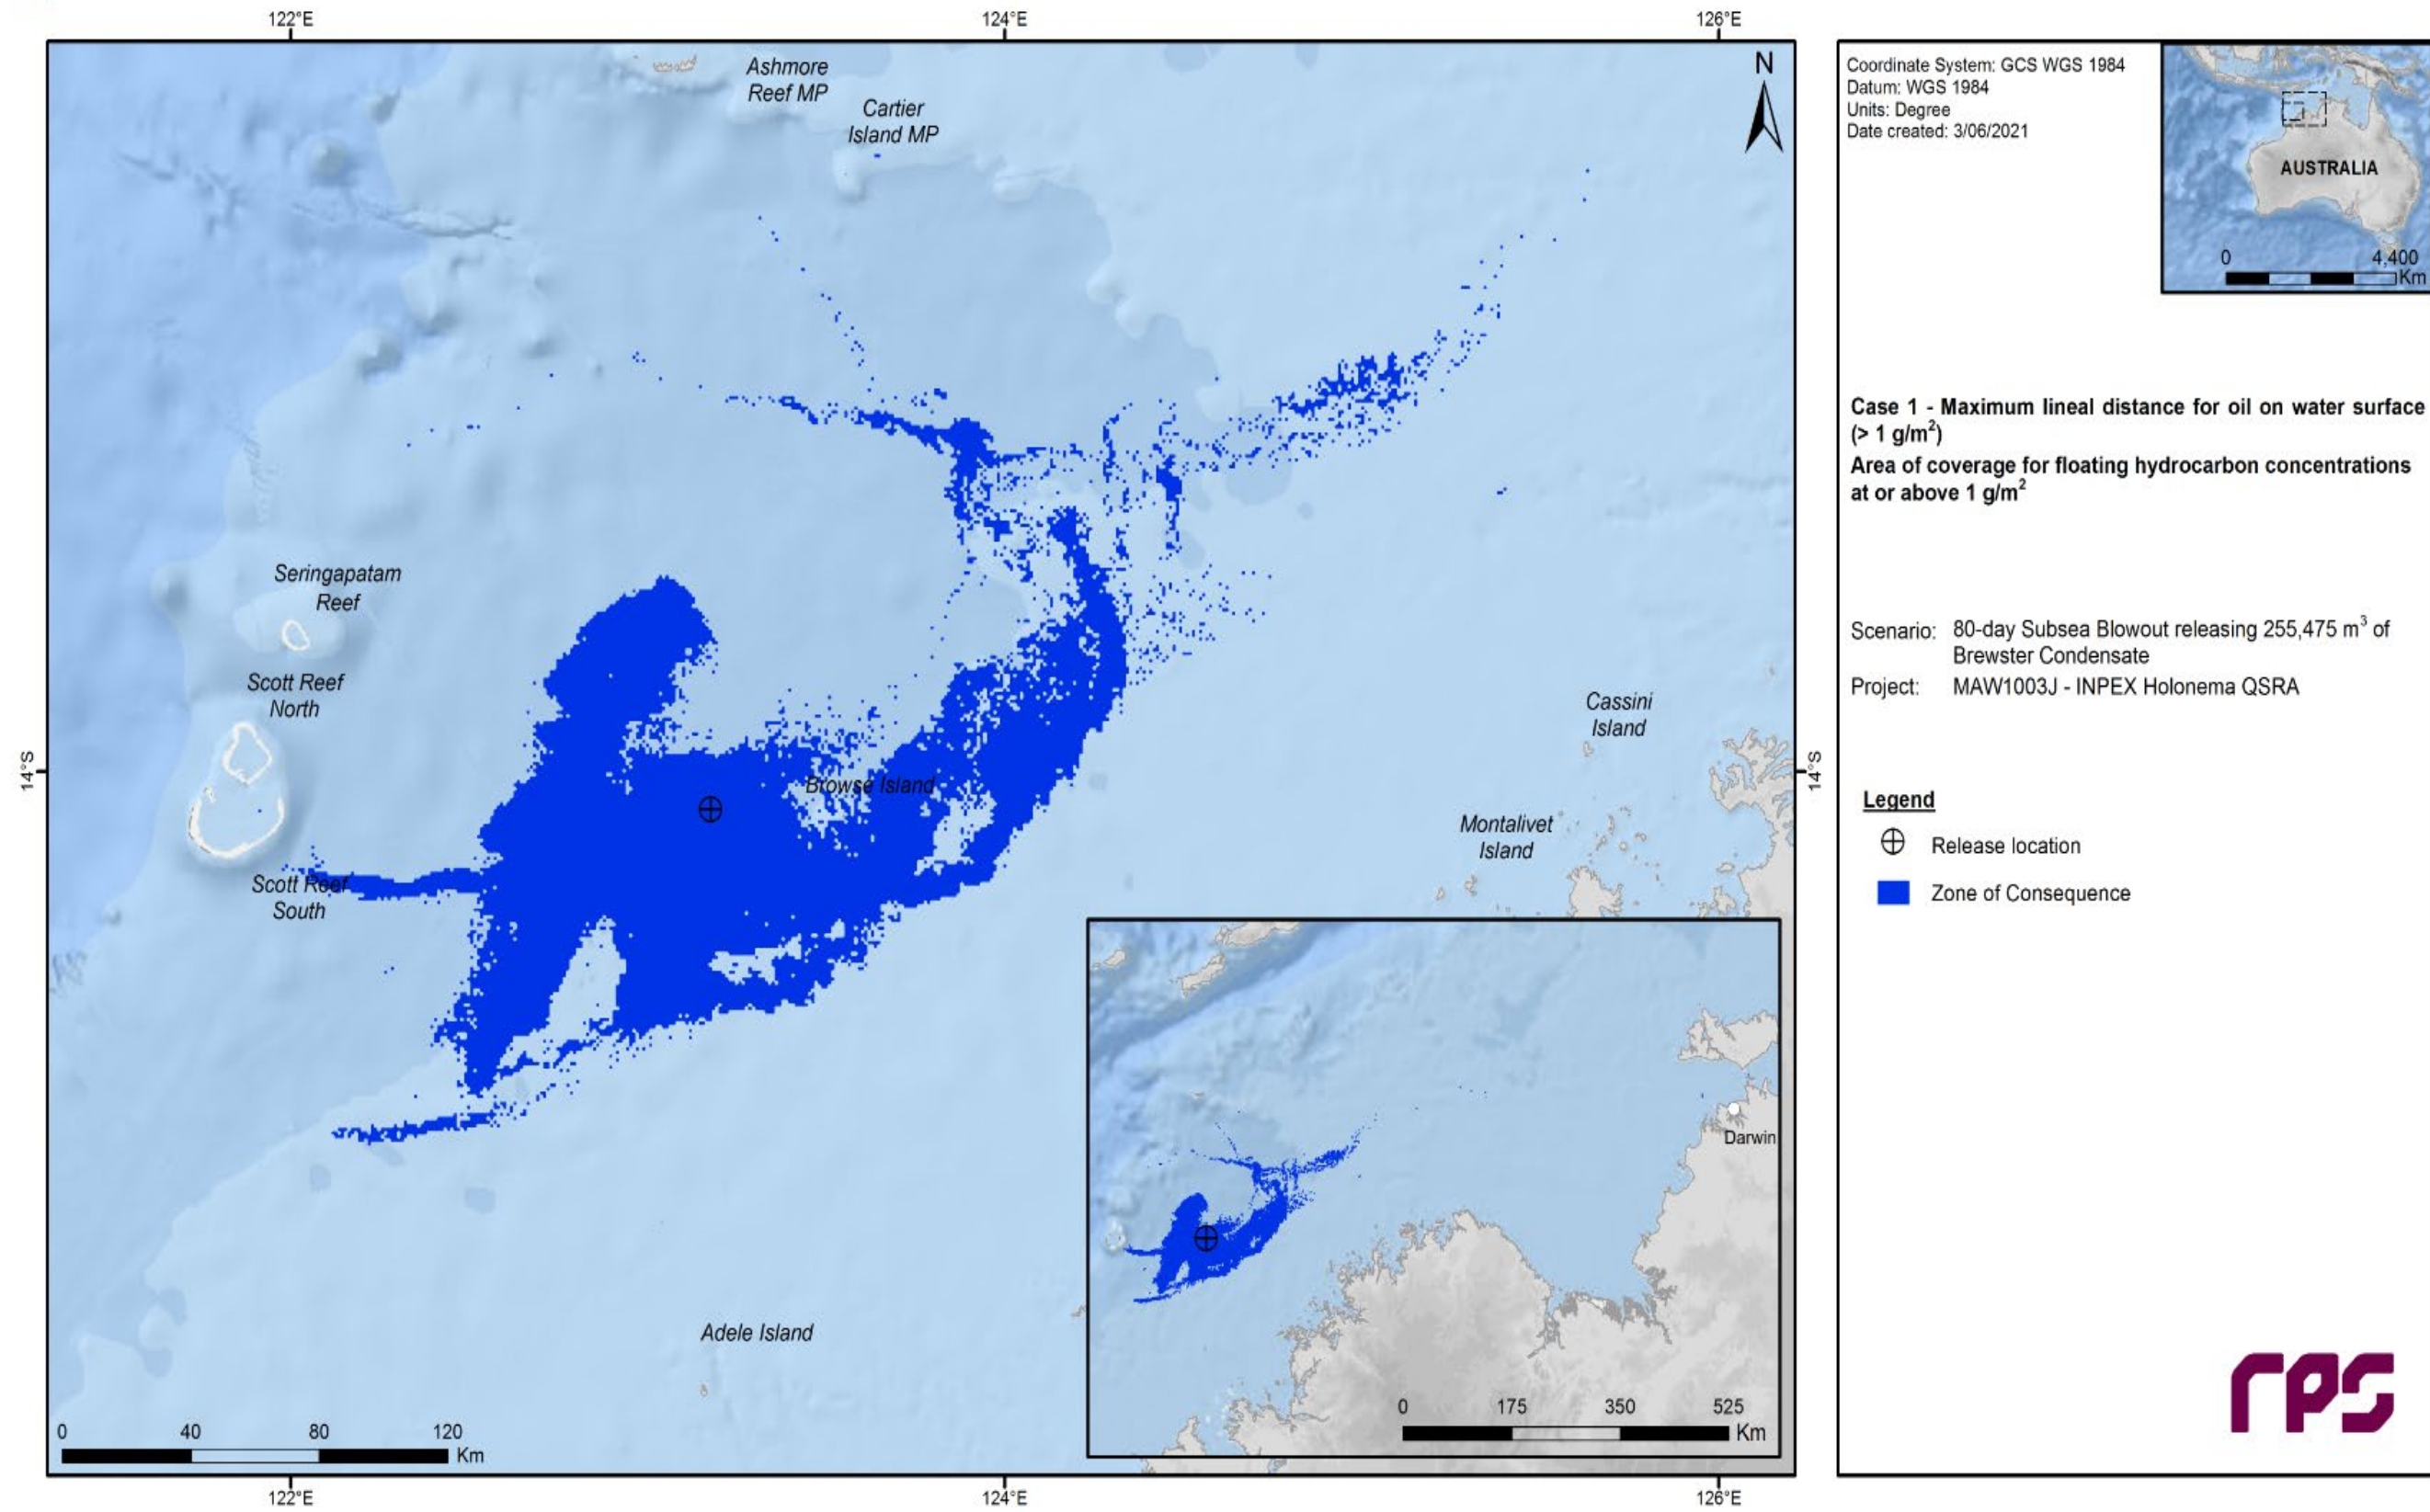 122°E
124°E
126°E
Ashmore
Reef MP
Cartier
Island MP
N
Seringapatam
Reef
Scott Reef
North
Cassini
Island
14°S
14°S
Browse Island
Montalivet
Island
Scott Reef
South
Darwin
Adele Island
0 175 350 525
Km
0 40 80 120
Km
122°E
124°E
126°E
Coordinate System: GCS WGS 1984
Datum: WGS 1984
Units: Degree
Date created: 3/06/2021
AUSTRALIA
0 4,400
Km
Case 1 - Maximum lineal distance for oil on water surface
(> 1 g/m²)
Area of coverage for floating hydrocarbon concentrations
at or above 1 g/m²
Scenario: 80-day Subsea Blowout releasing 255,475 m³ of
Brewster Condensate
Project: MAW1003J - INPEX Holonema QSRA
Legend
Release location
Zone of Consequence
rps